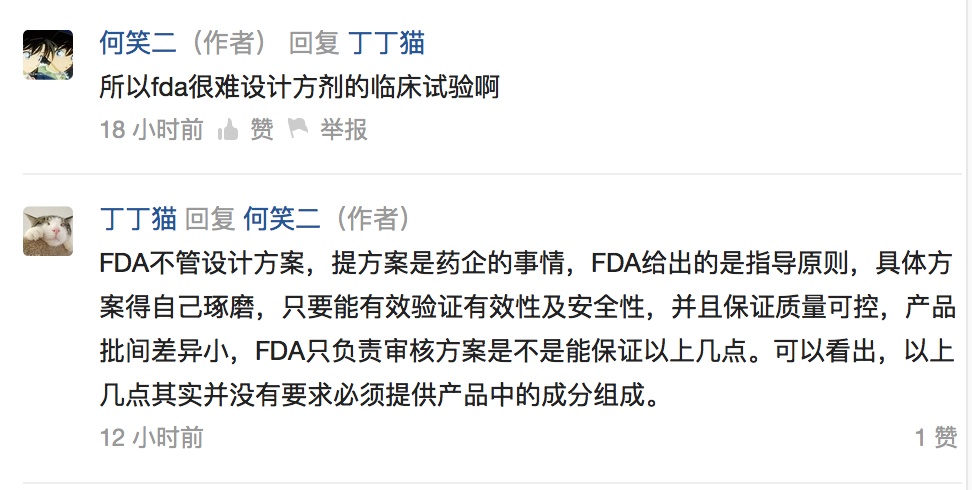 何笑二（作者） 回复 丁丁猫
所以fda很难设计方剂的临床试验啊
18 小时前 赞 举报
丁丁猫 回复 何笑二（作者）
FDA不管设计方案，提方案是药企的事情，FDA给出的是指导原则，具体方
案得自己琢磨，只要能有效验证有效性及安全性，并且保证质量可控，产品
批间差异小，FDA只负责审核方案是不是能保证以上几点。可以看出，以上
几点其实并没有要求必须提供产品中的成分组成。
12 小时前 1 赞